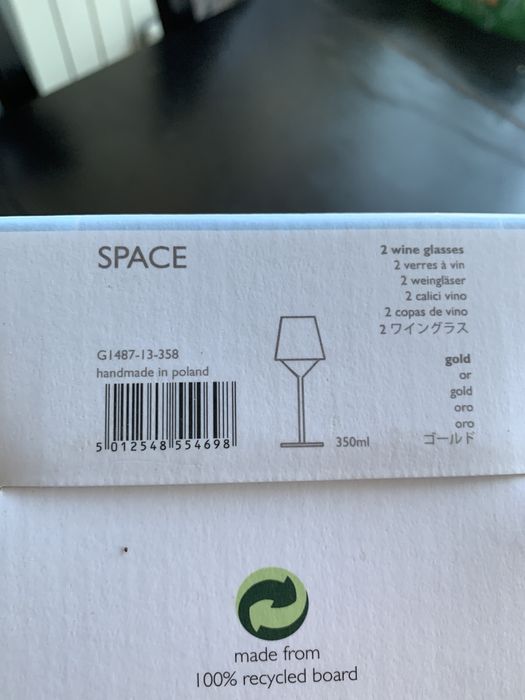 SPACE
2 wine glasses
2 verres à vin
2 weingläser
2 calici vino
2 copas de vino
2 ワイングラス
G1487-13-358
handmade in poland
5 012548 554698
350ml
gold
or
gold
oro
oro
ゴールド
made from
100% recycled board